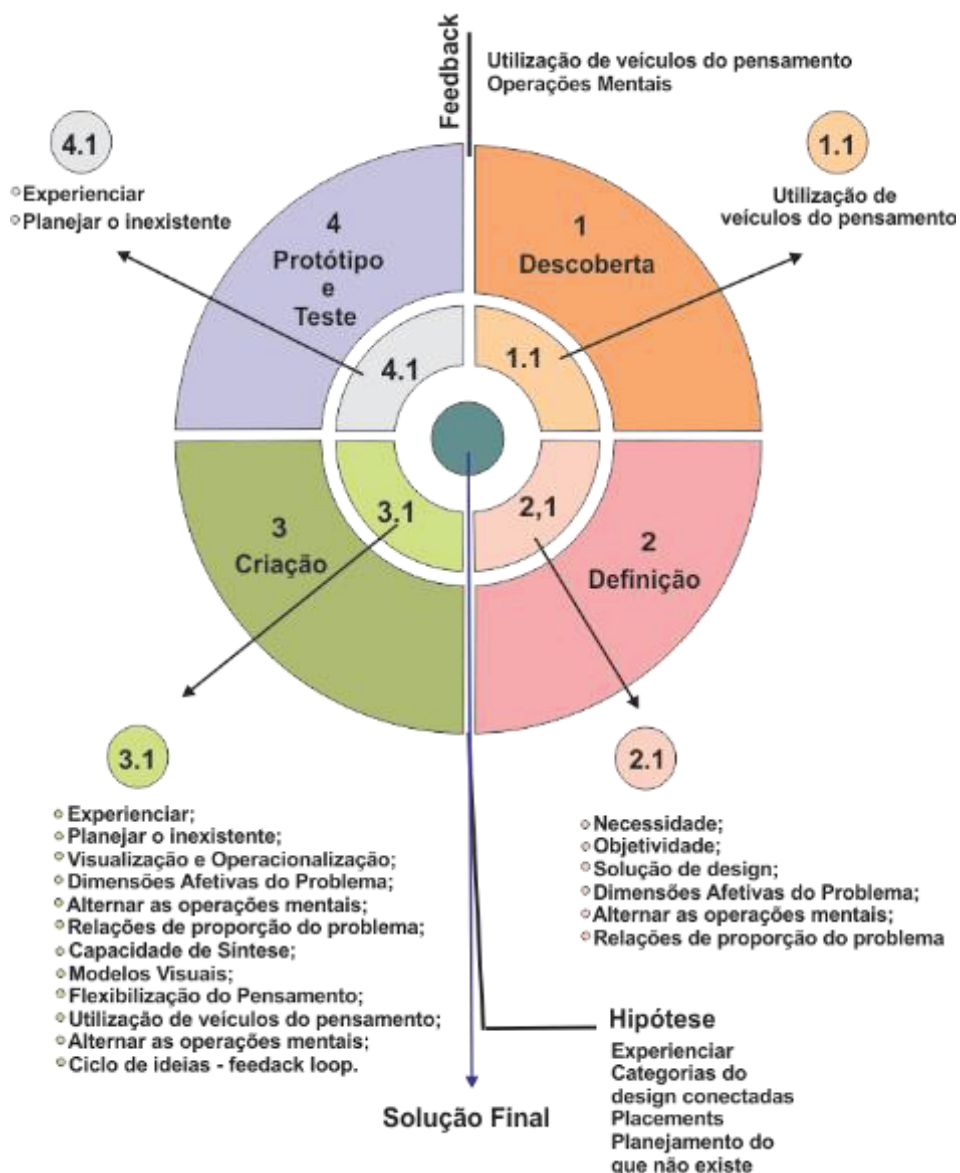 Feedback
Utilização de veículos do pensamento
Operações Mentais
4.1
Experienciar
Planejar o inexistente
1.1
Utilização de
veículos do pensamento
4
Protótipo
e
Teste
1
Descoberta
4.1
1.1
3.1
2,1
3
Criação
2
Definição
3.1
Experienciar;
Planejar o inexistente;
Visualização e Operacionalização;
Dimensões Afetivas do Problema;
Alternar as operações mentais;
Relações de proporção do problema;
Capacidade de Síntese;
Modelos Visuais;
Flexibilização do Pensamento;
Utilização de veículos do pensamento;
Alternar as operações mentais;
Ciclo de ideias - feedack loop.
2.1
Necessidade;
Objetividade;
Solução de design;
Dimensões Afetivas do Problema;
Alternar as operações mentais;
Relações de proporção do problema
Hipótese
Experienciar
Categorias do
design conectadas
Placements
Planejamento do
que não existe
Solução Final